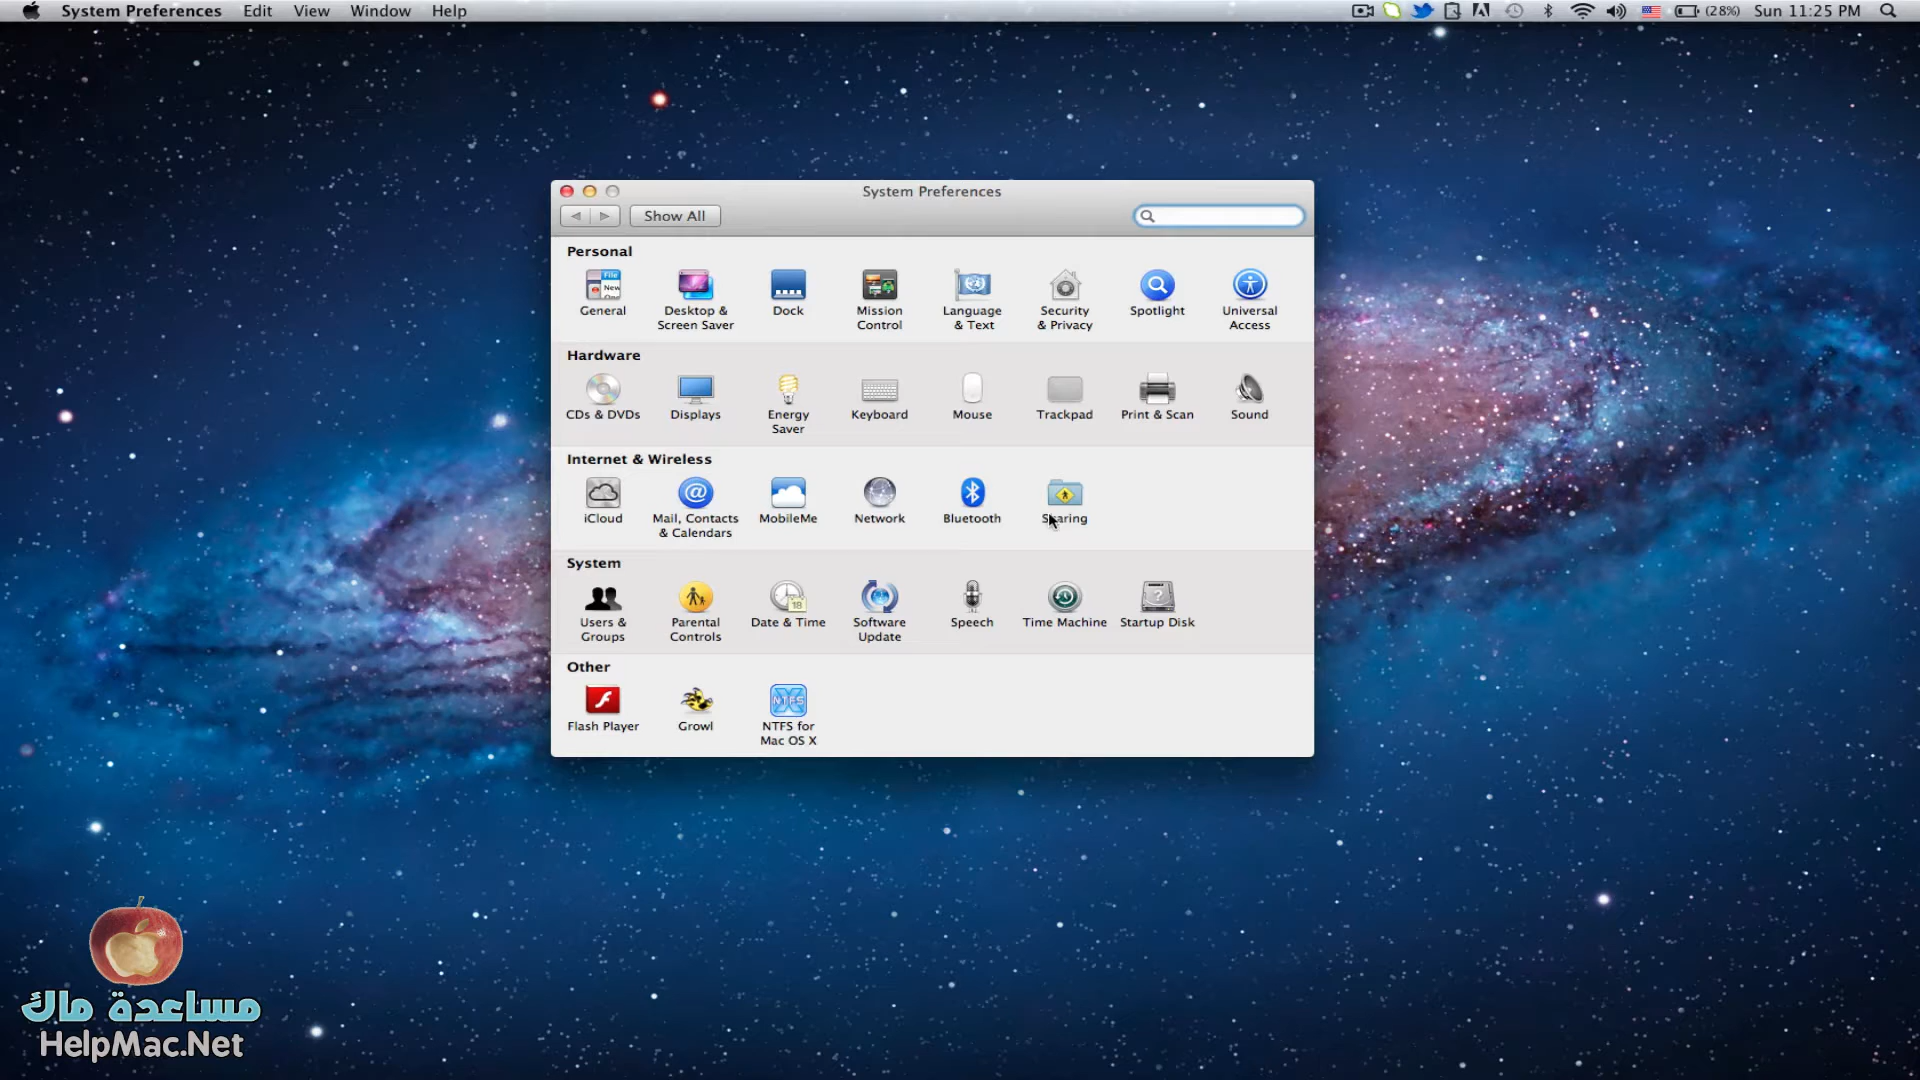 System Preferences Edit View Window Help (28%) Sun 11:25 PM
System Preferences
Show All
Personal
General
Desktop & Screen Saver
Dock
Mission Control
Language & Text
Security & Privacy
Spotlight
Universal Access
Hardware
CDs & DVDs
Displays
Energy Saver
Keyboard
Mouse
Trackpad
Print & Scan
Sound
Internet & Wireless
iCloud
Mail, Contacts & Calendars
MobileMe
Network
Bluetooth
Sharing
System
Users & Groups
Parental Controls
Date & Time
Software Update
Speech
Time Machine
Startup Disk
Other
Flash Player
Growl
NTFS for Mac OS X
مساعدة ماك
HelpMac.Net